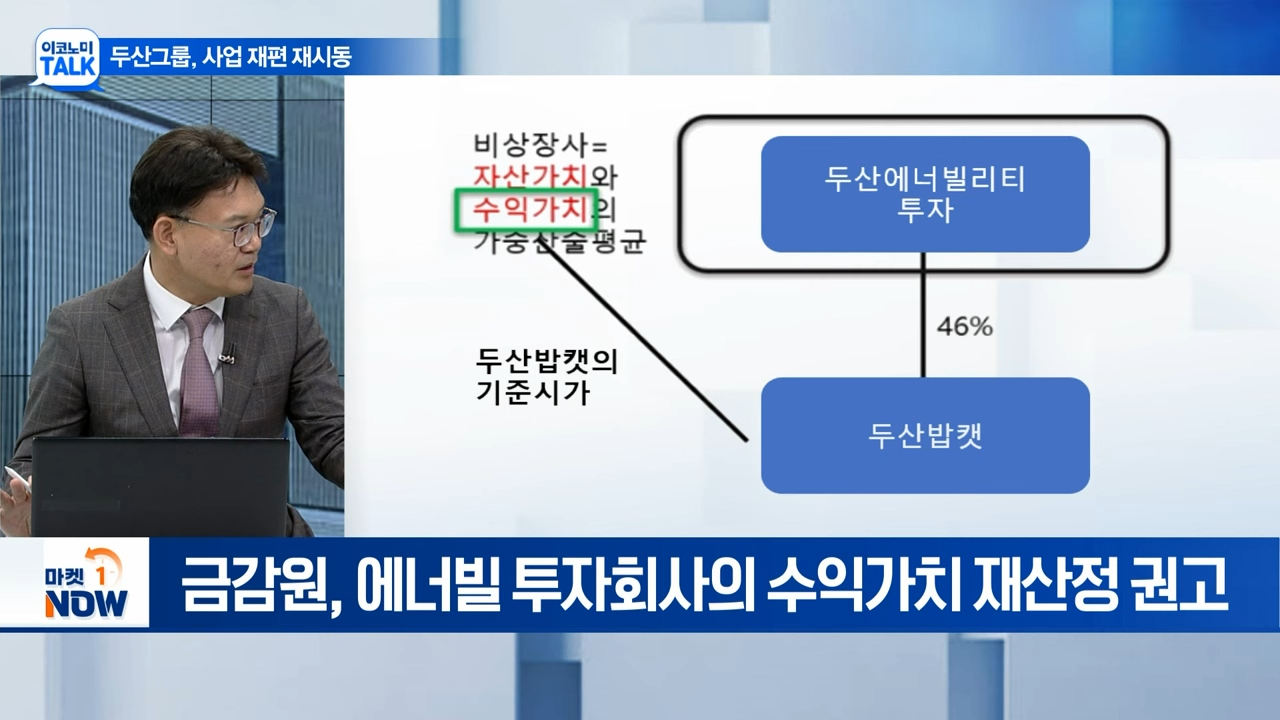 이코노미
TALK
두산그룹, 사업 재편 재시동
비상장사=
자산가치와
수익가치의
가중산술평균
두산에너빌리티
투자
46%
두산밥캣의
기준시가
두산밥캣
마켓 1
NOW
금감원, 에너빌 투자회사의 수익가치 재산정 권고